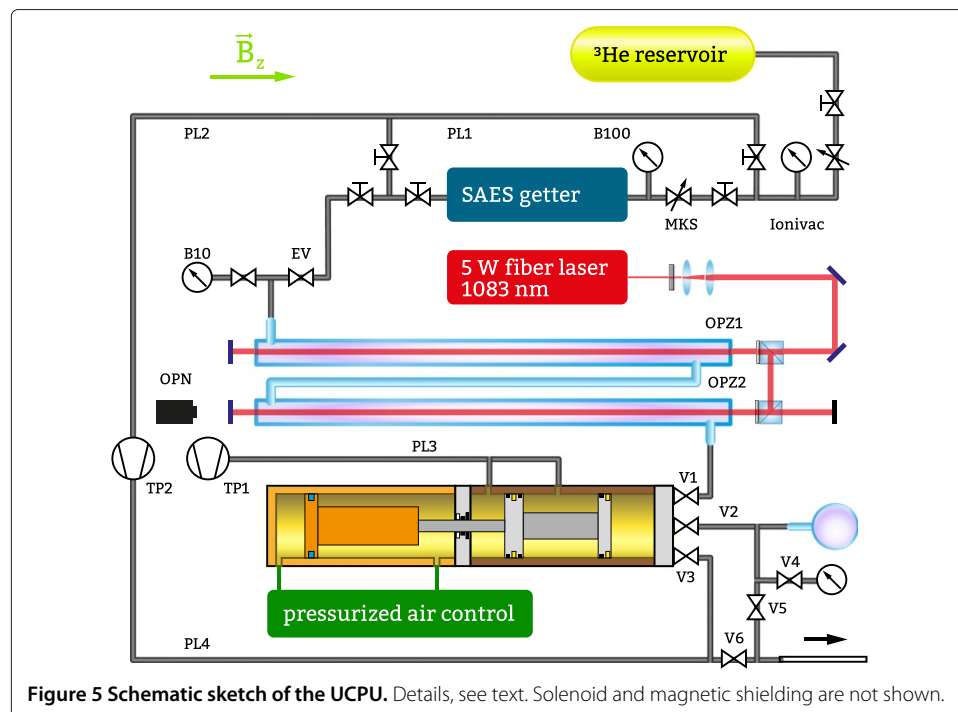 B⃗z
³He reservoir
PL2
PL1
B100
SAES getter
MKS
Ionivac
B10
EV
5 W fiber laser
1083 nm
OPZ1
OPN
OPZ2
TP2
TP1
PL3
V1
V2
V3
V4
V5
pressurized air control
PL4
V6
Figure 5 Schematic sketch of the UCPU. Details, see text. Solenoid and magnetic shielding are not shown.